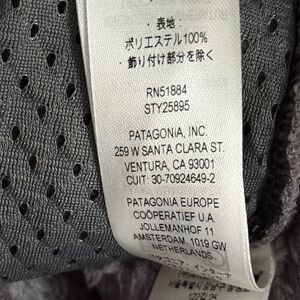 ・表地:
ポリエステル100%
・飾り付け部分を除く
RN51884
STY25895
PATAGONIA, INC.
259 W SANTA CLARA ST.
VENTURA, CA 93001
CUIT: 30-70924649-2
PATAGONIA EUROPE
COÖPERATIEF U.A.
JOLLEMANHOF 11
AMSTERDAM, 1019 GW
NETHERLANDS